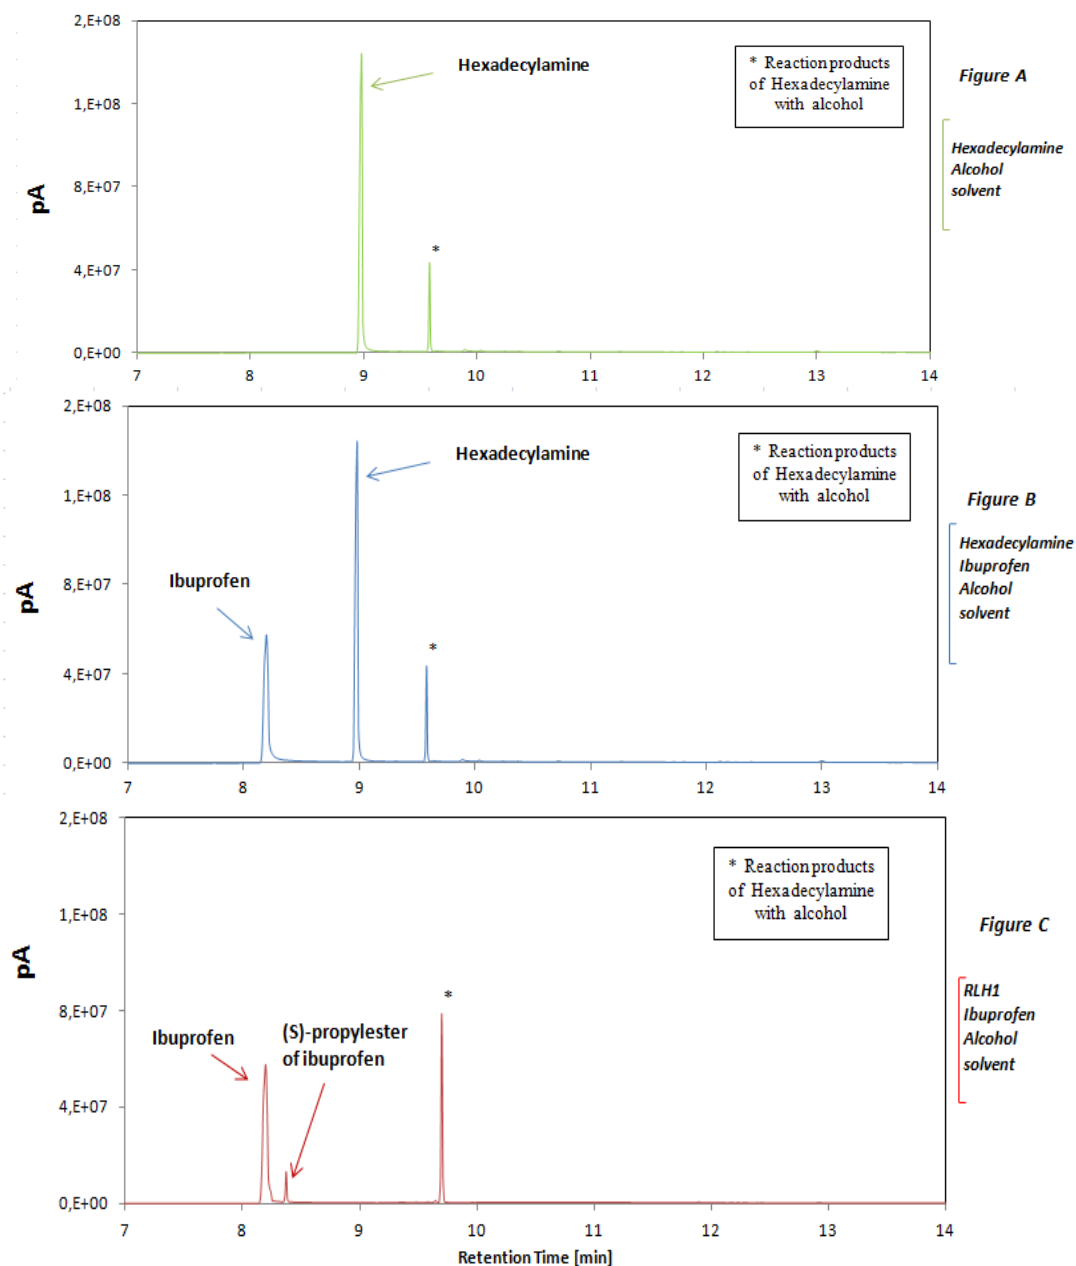 2,E+08
1,E+08
8,E+07
4,E+07
0,E+00
pA
Hexadecylamine
*
* Reaction products
of Hexadecylamine
with alcohol
Figure A
Hexadecylamine
Alcohol
solvent
7 8 9 10 11 12 13 14
2,E+08
1,E+08
8,E+07
4,E+07
0,E+00
pA
Hexadecylamine
Ibuprofen
*
* Reaction products
of Hexadecylamine
with alcohol
Figure B
Hexadecylamine
Ibuprofen
Alcohol
solvent
7 8 9 10 11 12 13 14
2,E+08
1,E+08
8,E+07
4,E+07
0,E+00
pA
Ibuprofen
(S)-propylester
of ibuprofen
*
* Reaction products
of Hexadecylamine
with alcohol
Figure C
RLH1
Ibuprofen
Alcohol
solvent
7 8 9 10 11 12 13 14
Retention Time [min]